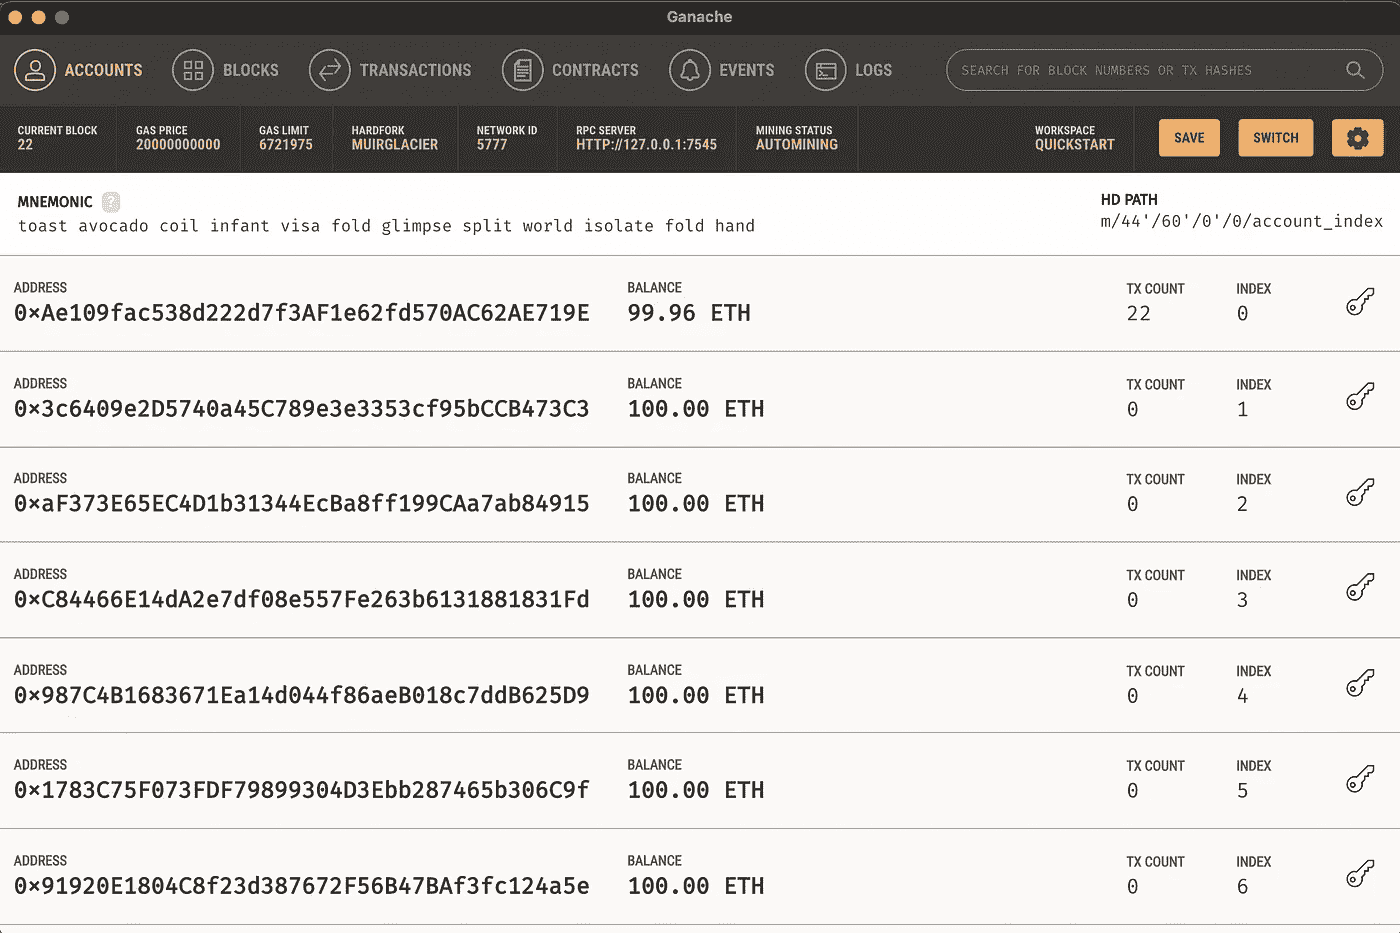 Ganache
ACCOUNTS BLOCKS TRANSACTIONS CONTRACTS EVENTS LOGS SEARCH FOR BLOCK NUMBERS OR TX HASHES
CURRENT BLOCK GAS PRICE GAS LIMIT HARDFORK NETWORK ID RPC SERVER MINING STATUS WORKSPACE
22 20000000000 6721975 MUIRGLACIER 5777 HTTP://127.0.0.1:7545 AUTOMINING QUICKSTART SAVE SWITCH
MNEMONIC ? HD PATH
toast avocado coil infant visa fold glimpse split world isolate fold hand m/44'/60'/0'/0/account_index
ADDRESS BALANCE TX COUNT INDEX
0×Ae109fac538d222d7f3AF1e62fd570AC62AE719E 99.96 ETH 22 0
ADDRESS BALANCE TX COUNT INDEX
0×3c6409e2D5740a45C789e3e3353cf95bCCB473C3 100.00 ETH 0 1
ADDRESS BALANCE TX COUNT INDEX
0×aF373E65EC4D1b31344EcBa8ff199CAa7ab84915 100.00 ETH 0 2
ADDRESS BALANCE TX COUNT INDEX
0×C84466E14dA2e7df08e557Fe263b6131881831Fd 100.00 ETH 0 3
ADDRESS BALANCE TX COUNT INDEX
0×987C4B1683671Ea14d044f86aeB018c7ddB625D9 100.00 ETH 0 4
ADDRESS BALANCE TX COUNT INDEX
0×1783C75F073FDF79899304D3Ebb287465b306C9f 100.00 ETH 0 5
ADDRESS BALANCE TX COUNT INDEX
0×91920E1804C8f23d387672F56B47BAf3fc124a5e 100.00 ETH 0 6